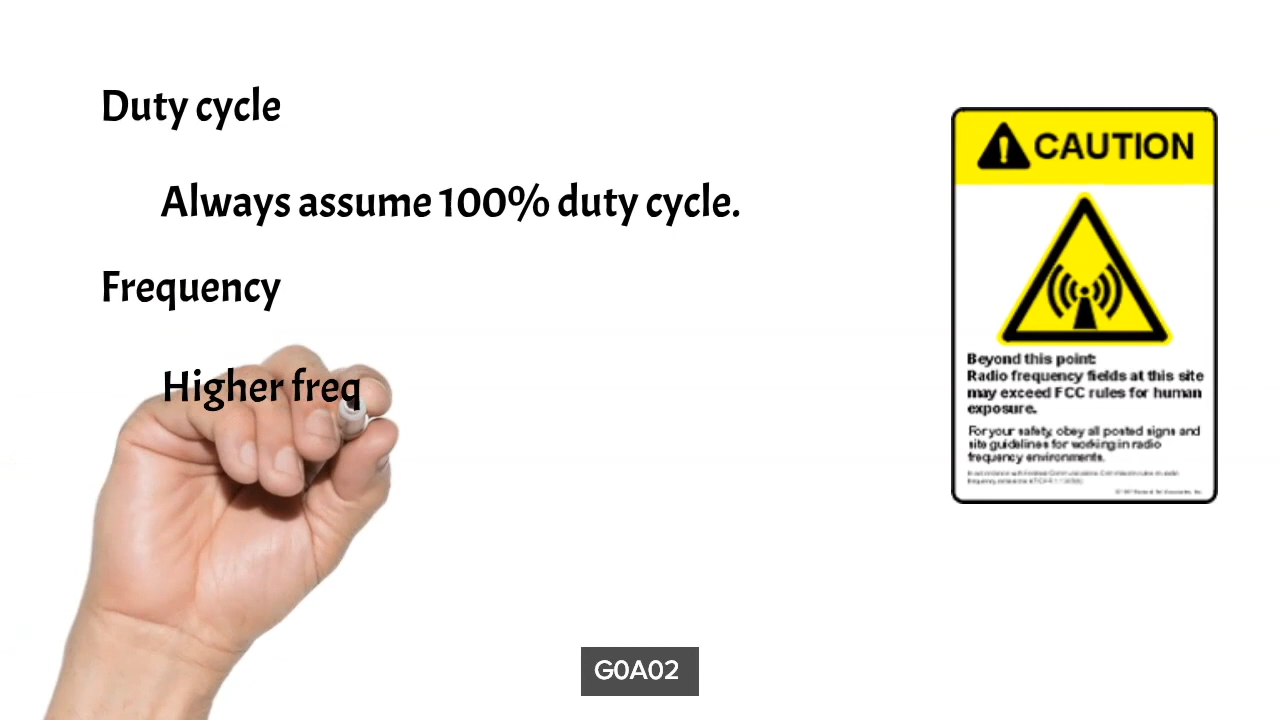 Duty cycle
Always assume 100% duty cycle.
Frequency
Higher freq
CAUTION
Beyond this point:
Radio frequency fields at this site
may exceed FCC rules for human
exposure.
For your safety, obey all posted signs and
site guidelines for working in radio
frequency environments.
G0A02